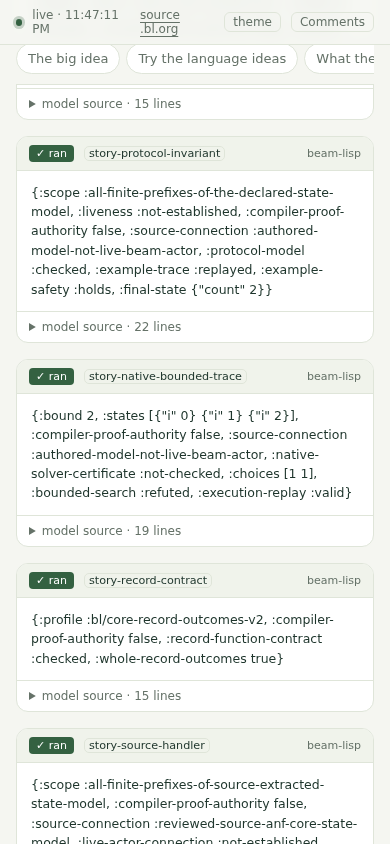 live · 11:47:11 PM
source .bl.org
theme
Comments
The big idea
Try the language ideas
What the
▶ model source · 15 lines
✓ ran story-protocol-invariant beam-lisp
{:scope :all-finite-prefixes-of-the-declared-state-
model, :liveness :not-established, :compiler-proof-
authority false, :source-connection :authored-
model-not-live-beam-actor, :protocol-model
:checked, :example-trace :replayed, :example-
safety :holds, :final-state {"count" 2}}
▶ model source · 22 lines
✓ ran story-native-bounded-trace beam-lisp
{:bound 2, :states [{"i" 0} {"i" 1} {"i" 2}],
:compiler-proof-authority false, :source-connection
:authored-model-not-live-beam-actor, :native-
solver-certificate :not-checked, :choices [1 1],
:bounded-search :refuted, :execution-replay :valid}
▶ model source · 19 lines
✓ ran story-record-contract beam-lisp
{:profile :bl/core-record-outcomes-v2, :compiler-
proof-authority false, :record-function-contract
:checked, :whole-record-outcomes true}
▶ model source · 15 lines
✓ ran story-source-handler beam-lisp
{:scope :all-finite-prefixes-of-source-extracted-
state-model, :compiler-proof-authority false,
:source-connection :reviewed-source-anf-core-state-
model, :live-actor-connection :not-established,